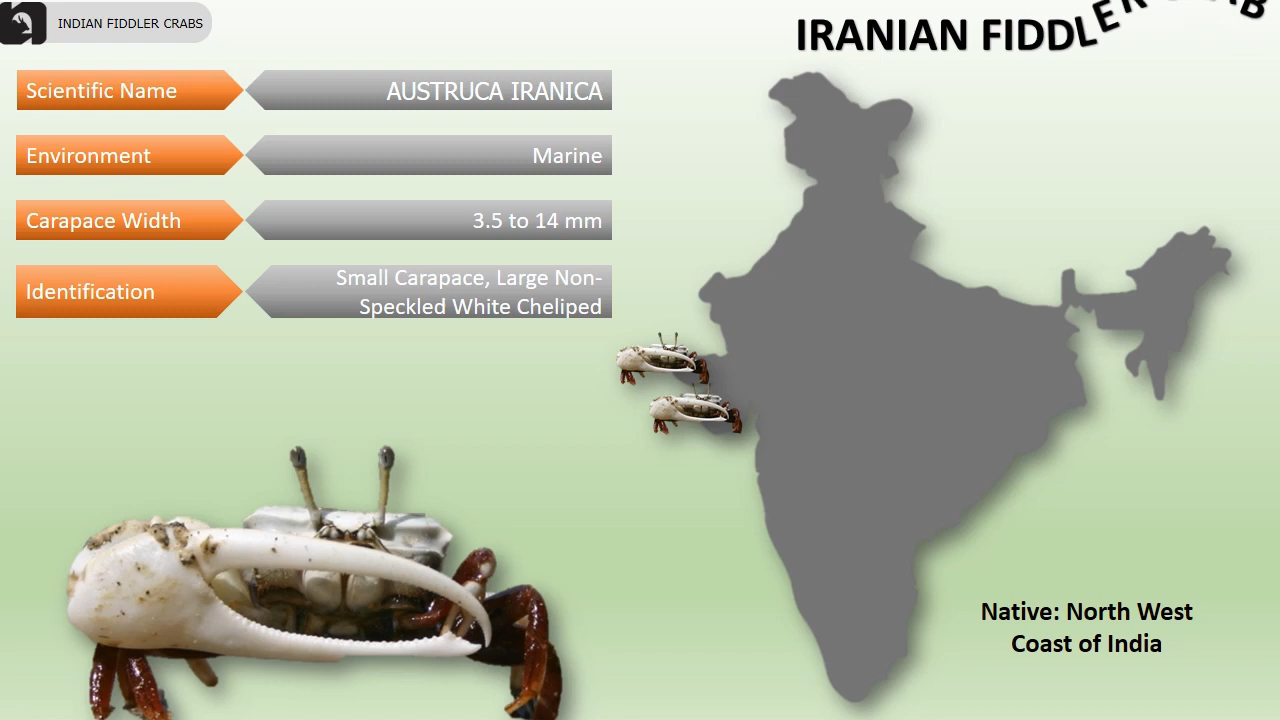 INDIAN FIDDLER CRABS
IRANIAN FIDDLER CRAB
Scientific Name
AUSTRUCA IRANICA
Environment
Marine
Carapace Width
3.5 to 14 mm
Identification
Small Carapace, Large Non-
Speckled White Cheliped
Native: North West
Coast of India